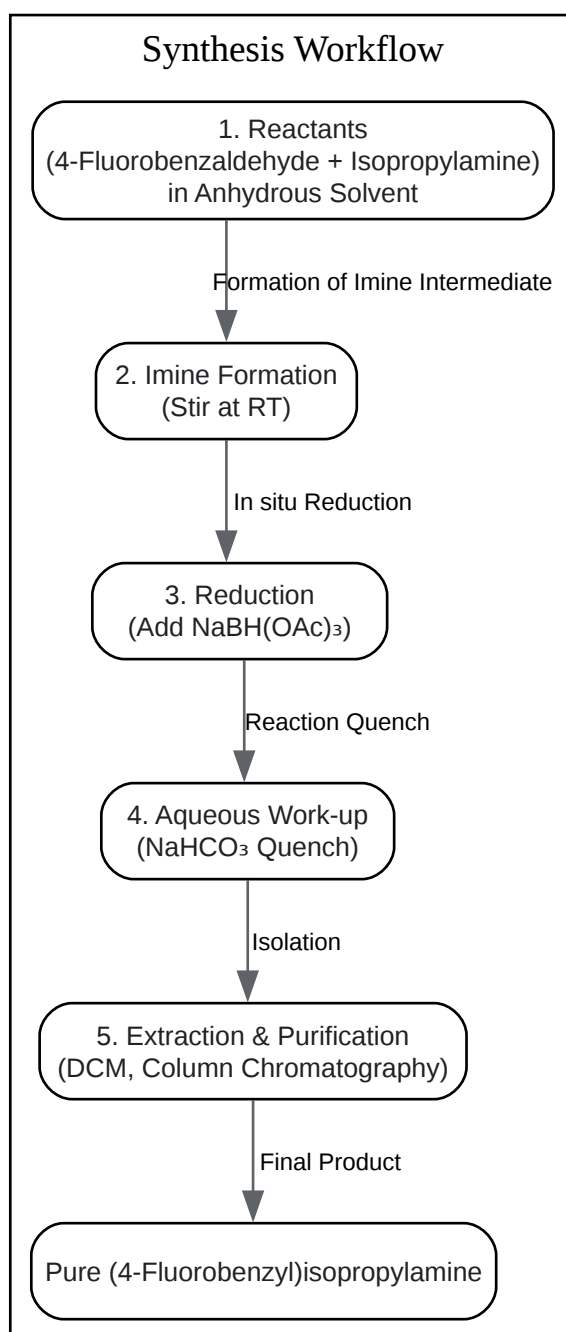 Synthesis Workflow
1. Reactants
(4-Fluorobenzaldehyde + Isopropylamine)
in Anhydrous Solvent
Formation of Imine Intermediate
2. Imine Formation
(Stir at RT)
In situ Reduction
3. Reduction
(Add NaBH(OAc)₃)
Reaction Quench
4. Aqueous Work-up
(NaHCO₃ Quench)
Isolation
5. Extraction & Purification
(DCM, Column Chromatography)
Final Product
Pure (4-Fluorobenzyl)isopropylamine